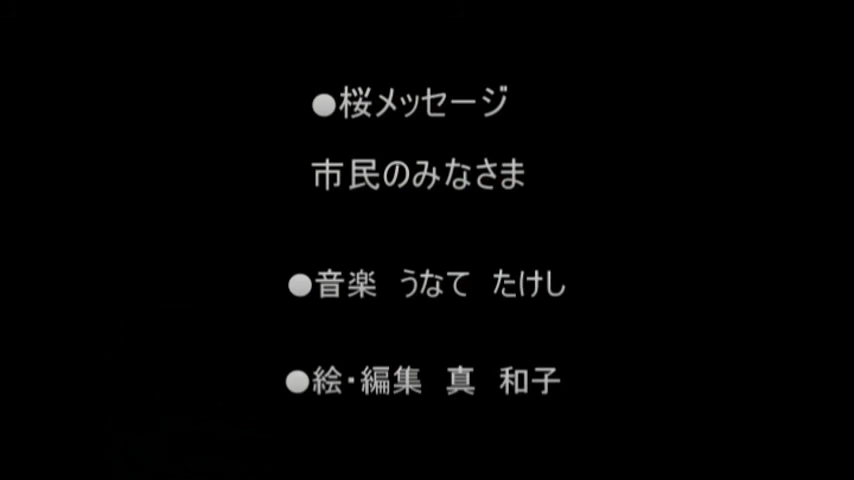 ●桜メッセージ
市民のみなさま
●音楽　うなて　たけし
●絵・編集　真　和子